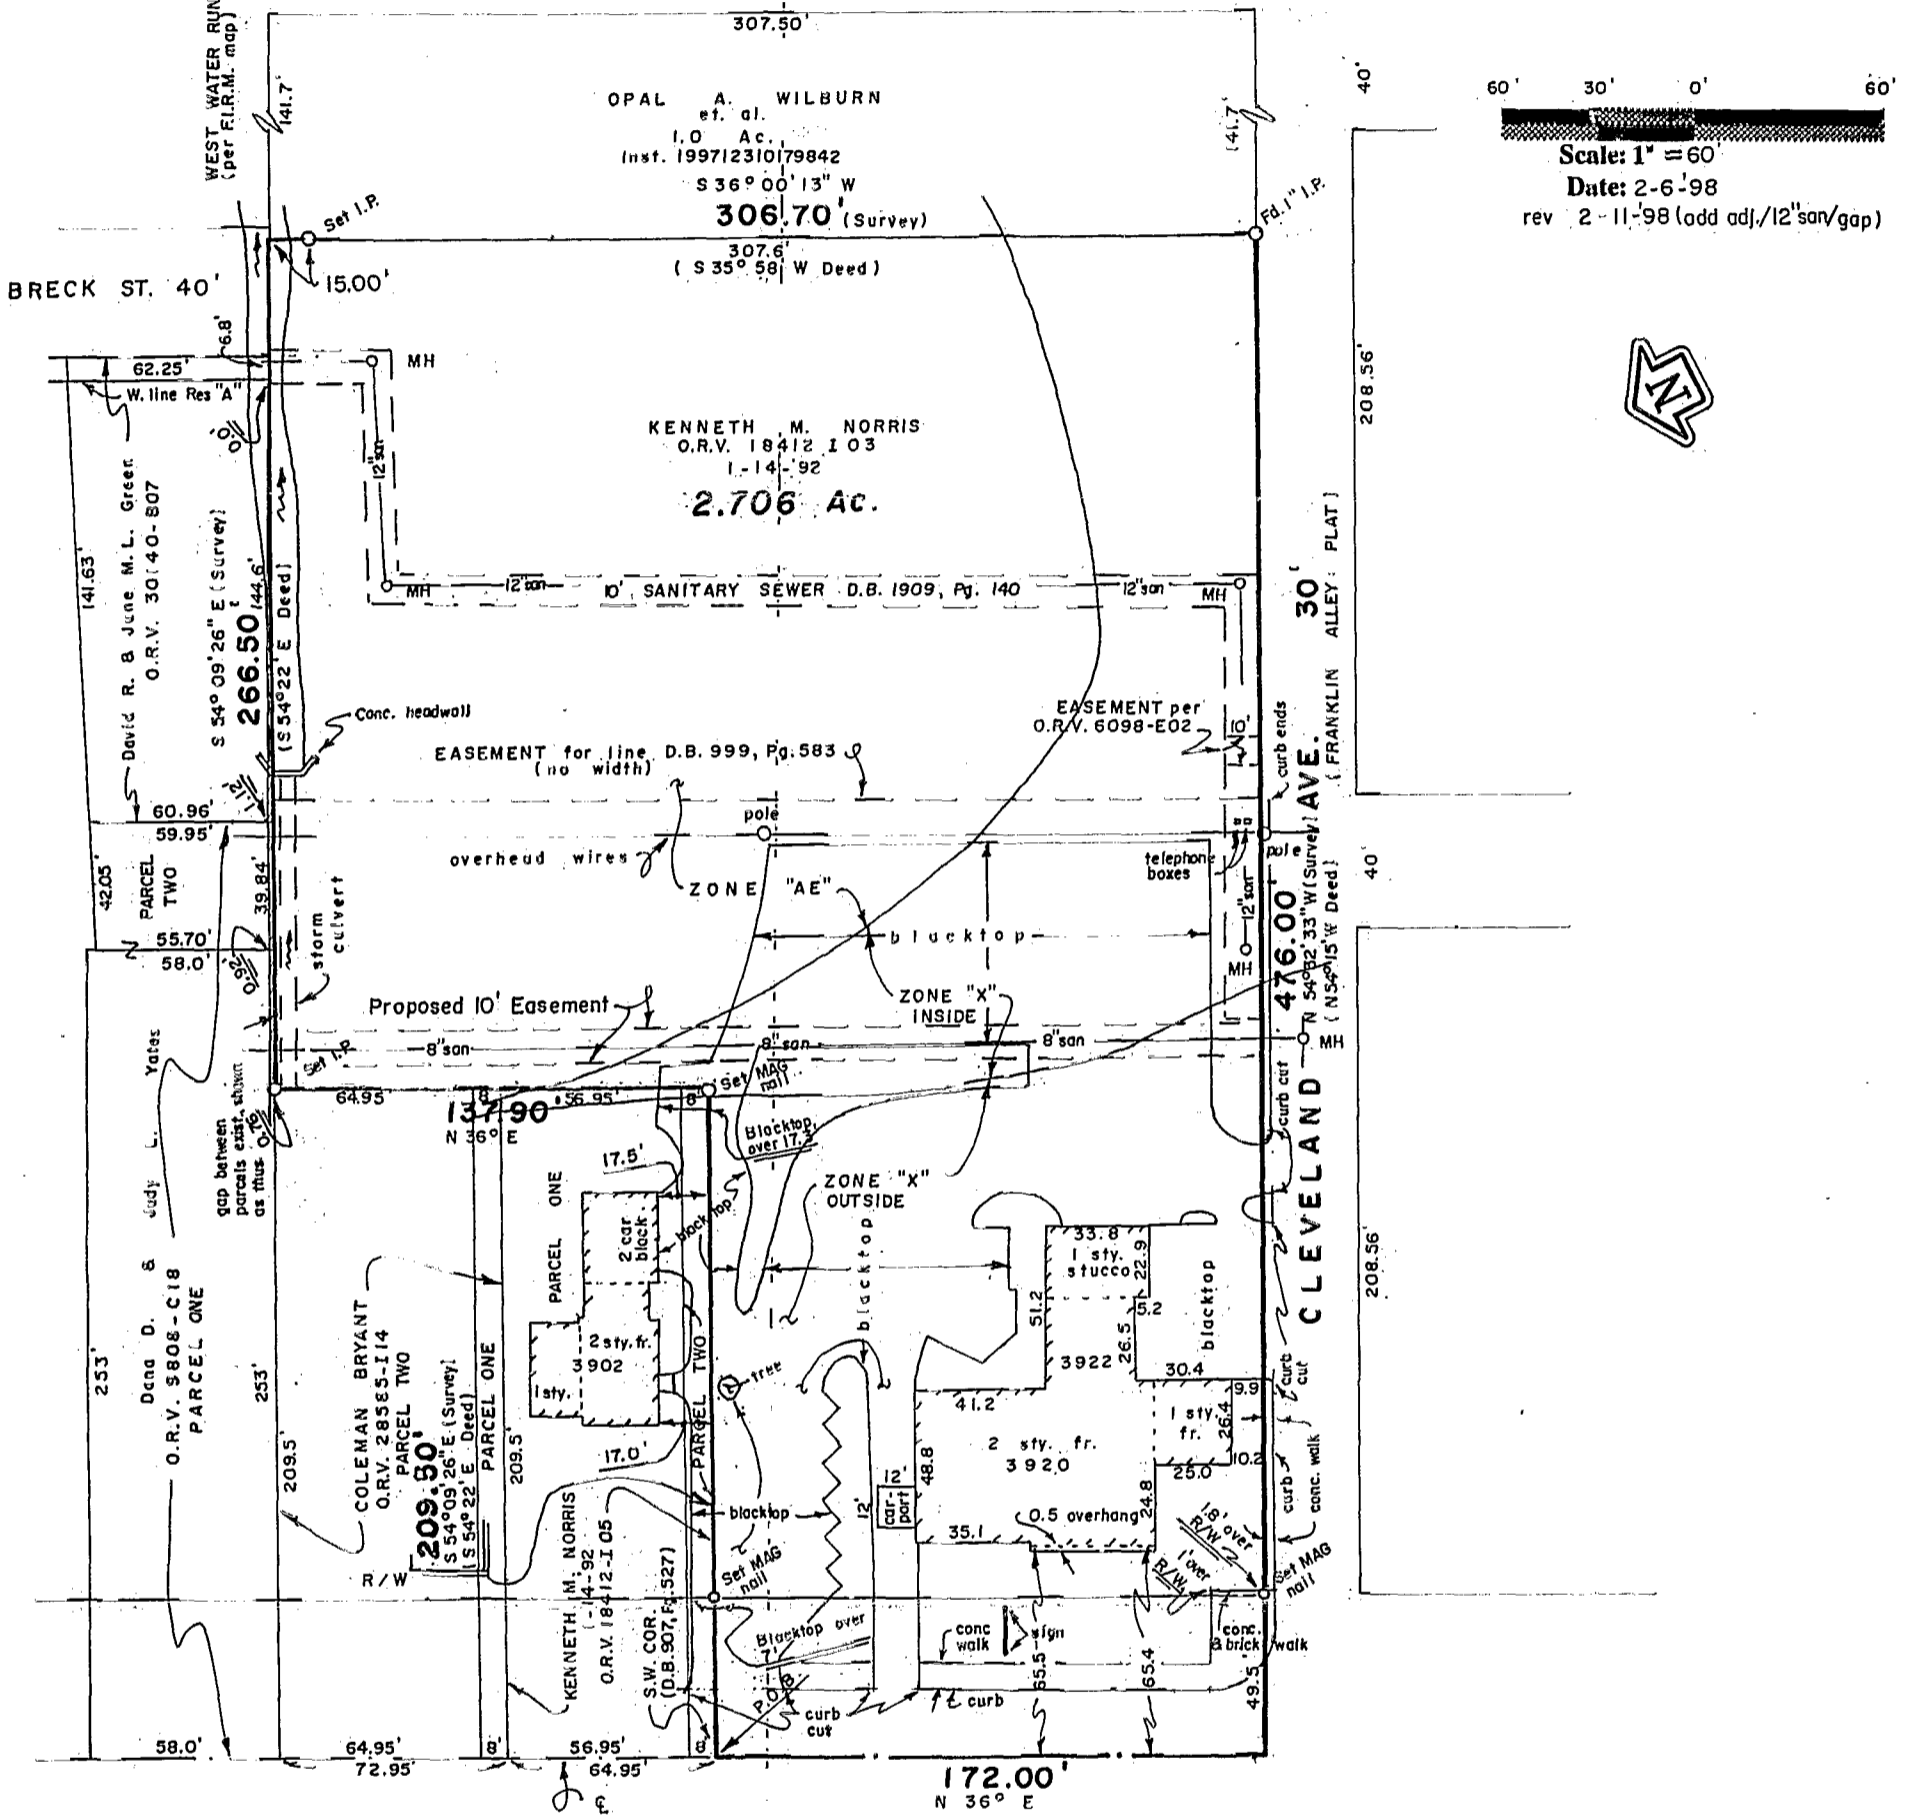 307.50'
WEST WATER RUN
(per F.I.R.M. map)
141.7'
141.7'
40'
OPAL A. WILBURN
et. al.
1.0 Ac.
Inst. 199712310179842
S 36° 00' 13" W
306.70' (Survey)
307.6'
(S 35° 58' W Deed)
Set I.P.
Fd. 1" I.P.
15.00'
60' 30' 0' 60'
Scale: 1" = 60'
Date: 2-6-'98
rev 2-11-'98 (add adj./12"san/gap)
N
BRECK ST. 40'
6.8'
62.25'
W. line Res "A"
0.0'
MH
12"san
KENNETH M. NORRIS
O.R.V. 18412 I 03
1-14-'92
2.706 Ac.
208.56'
David R. & June M. L. Green
O.R.V. 30140-B07
141.63'
S 54° 09' 26" E (Survey)
266.50'
144.6'
(S 54° 22' E Deed)
MH
12"san
10' SANITARY SEWER D.B. 1909, Pg. 140
12"san
MH
CLEVELAND AVE. 30'
(FRANKLIN ALLEY: PLAT)
476.00'
N 54° 32' 33" W (Survey)
(N 54° 15' W Deed)
Conc. headwall
EASEMENT for line D.B. 999, Pg. 583
(no width)
EASEMENT per
O.R.V. 6098-E02
10'
curb ends
1.12'
60.96'
59.95'
42.05'
PARCEL
TWO
39.84'
55.70'
58.0'
0.92'
storm
culvert
pole
overhead wires
ZONE "AE"
blacktop
telephone
boxes
pole
12"san
MH
40'
ZONE "X"
INSIDE
Proposed 10' Easement
8"san
8"san
8"san
MH
Set I.P.
Set MAG
nail
64.95'
8'
56.95'
8'
137.90'
N 36° E
gap between
parcels exist, shown
as thus 0.76'
Dana D. & Judy L. Yates
O.R.V. 9808-C18
PARCEL ONE
253'
253'
209.5'
COLEMAN BRYANT
O.R.V. 28585-I14
PARCEL TWO
209.50'
S 54° 09' 26" E (Survey)
(S 54° 22' E Deed)
PARCEL ONE
209.5'
R/W
PARCEL ONE
17.5'
2 car
block
blacktop
2 sty. fr.
3902
1 sty.
17.0'
PARCEL TWO
KENNETH M. NORRIS
1-14-'92
O.R.V. 18412-I 05
S.W. COR.
(D.B. 907, Pg. 527)
Blacktop
over 17.
ZONE "X"
OUTSIDE
blacktop
tree
blacktop
12'
12'
car-
port
33.8
1 sty.
stucco
22.9
5.2
51.2
26.5
3922
30.4
blacktop
41.2
48.8
2 sty. fr.
3920
1 sty.
fr.
9.9
26.4
10.2
25.0
24.8
35.1
0.5 overhang
curb cut
curb
cut
curb
conc. walk
1.8' over
R/W
1' over
R/W
Set MAG
nail
208.56'
Set MAG
nail
Blacktop over
7'
P.O.B.
conc
walk
sign
conc.
& brick walk
65.5
65.4
49.5'
curb
curb
cut
58.0'
64.95'
8'
56.95'
8'
72.95'
64.95'
172.00'
N 36° E